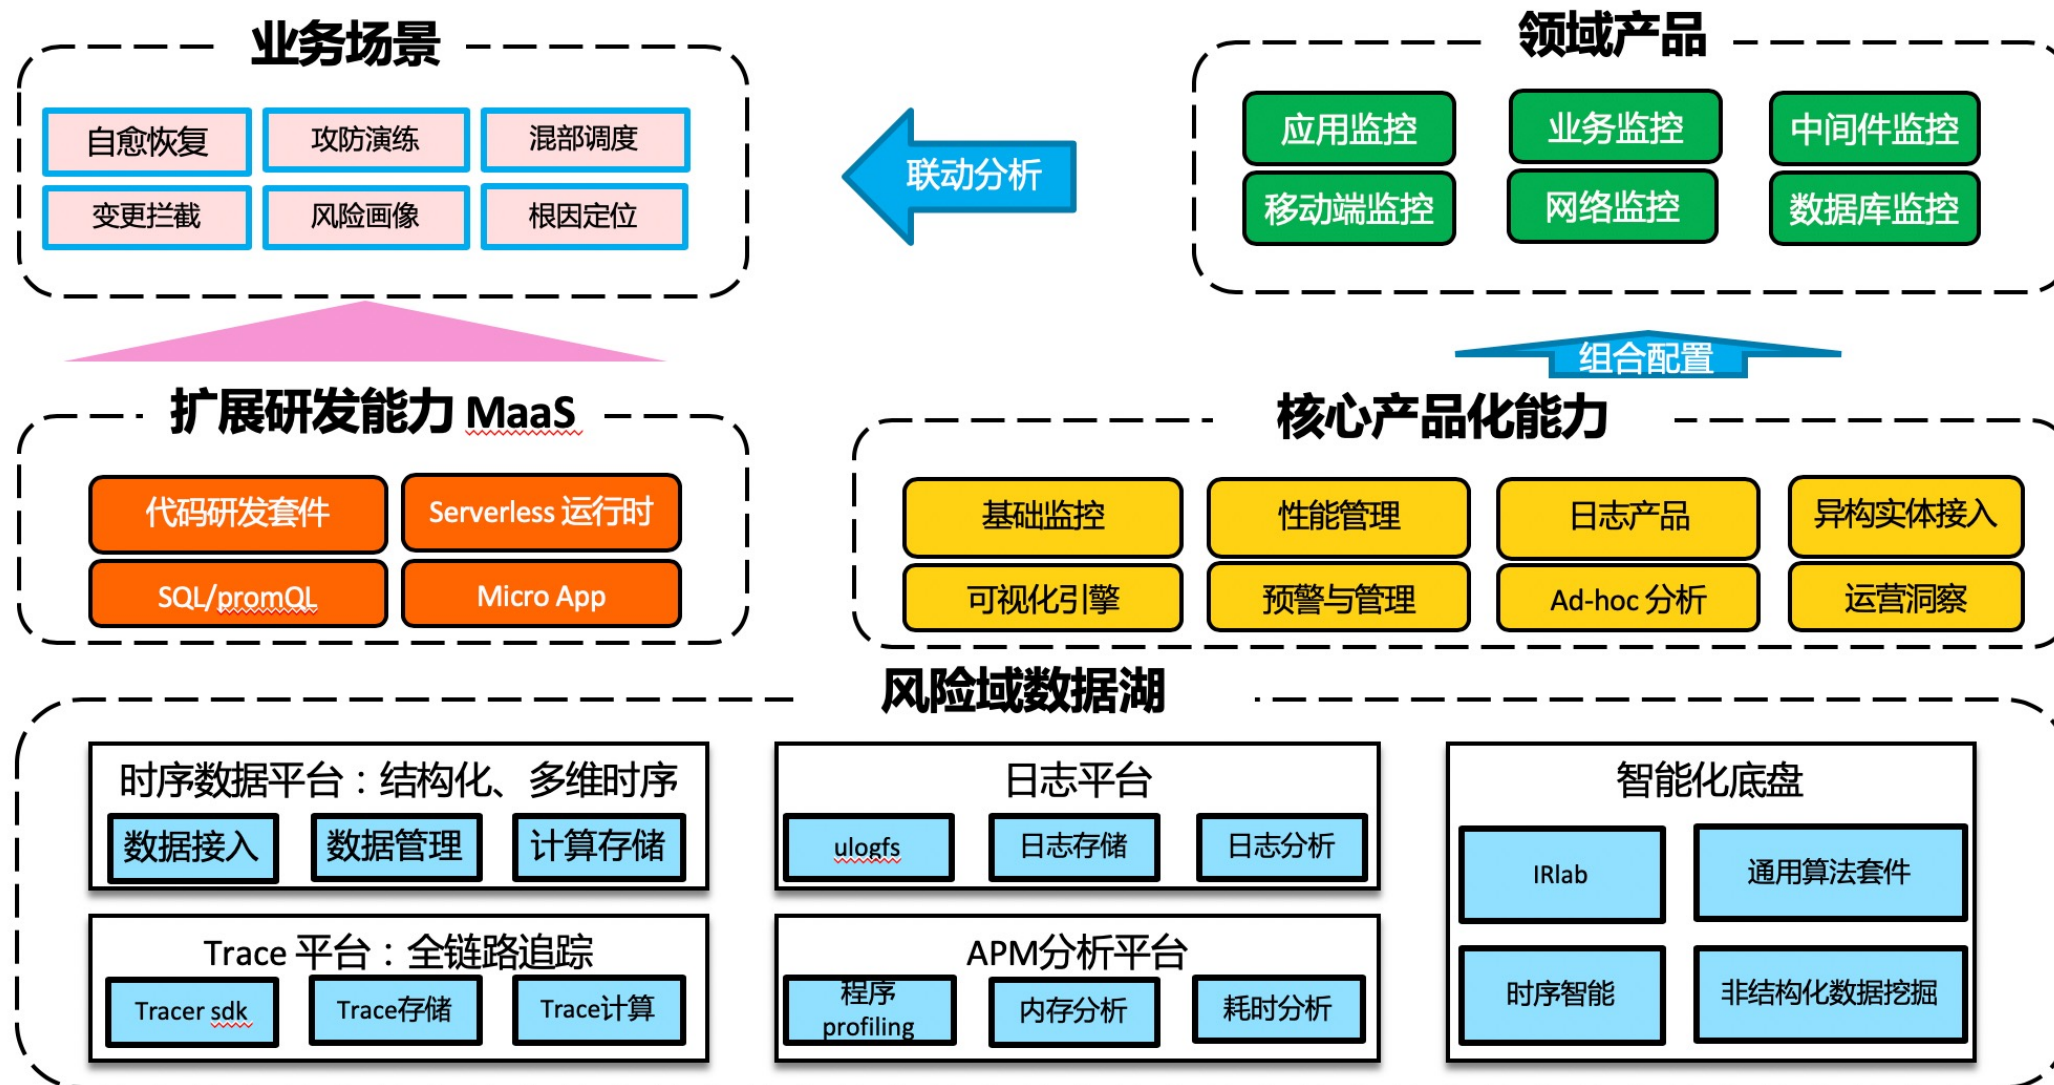 业务场景
自愈恢复
攻防演练
混部调度
变更拦截
风险画像
根因定位
联动分析
领域产品
应用监控
业务监控
中间件监控
移动端监控
网络监控
数据库监控
组合配置
扩展研发能力 MaaS
代码研发套件
Serverless 运行时
SQL/promQL
Micro App
核心产品化能力
基础监控
性能管理
日志产品
异构实体接入
可视化引擎
预警与管理
Ad-hoc 分析
运营洞察
风险域数据湖
时序数据平台：结构化、多维时序
数据接入
数据管理
计算存储
日志平台
ulogfs
日志存储
日志分析
智能化底盘
IRlab
通用算法套件
时序智能
非结构化数据挖掘
Trace 平台：全链路追踪
Tracer sdk
Trace存储
Trace计算
APM分析平台
程序
profiling
内存分析
耗时分析